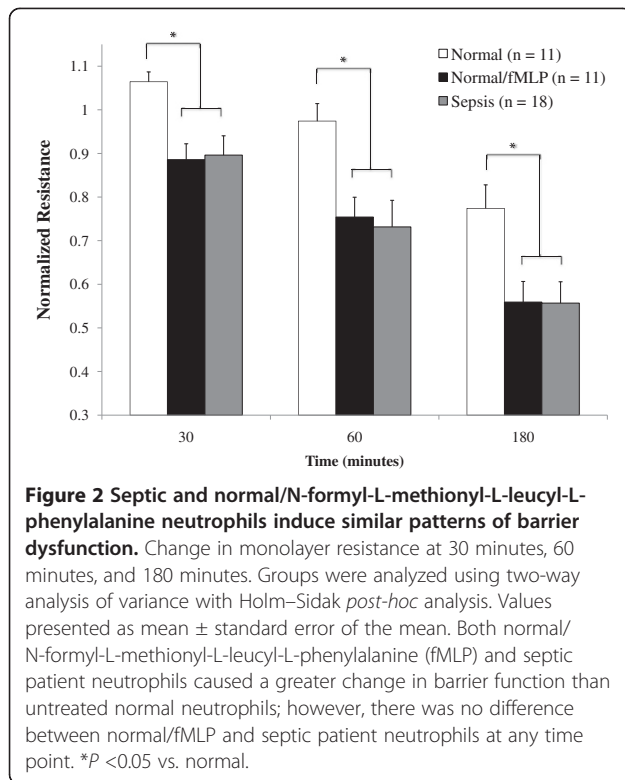 *
*
*
Normal (n = 11)
Normal/fMLP (n = 11)
Sepsis (n = 18)
Normalized Resistance
1.1
1
0.9
0.8
0.7
0.6
0.5
0.4
0.3
30
60
180
Time (minutes)
Figure 2 Septic and normal/N-formyl-L-methionyl-L-leucyl-L-
phenylalanine neutrophils induce similar patterns of barrier
dysfunction. Change in monolayer resistance at 30 minutes, 60
minutes, and 180 minutes. Groups were analyzed using two-way
analysis of variance with Holm–Sidak post-hoc analysis. Values
presented as mean ± standard error of the mean. Both normal/
N-formyl-L-methionyl-L-leucyl-L-phenylalanine (fMLP) and septic
patient neutrophils caused a greater change in barrier function than
untreated normal neutrophils; however, there was no difference
between normal/fMLP and septic patient neutrophils at any time
point. *P <0.05 vs. normal.